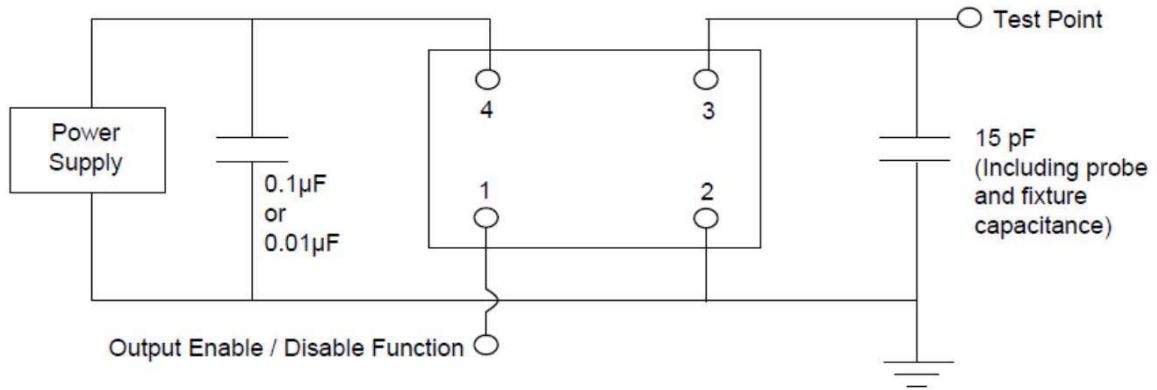 Test Point
4
3
Power
Supply
15 pF
(Including probe
and fixture
capacitance)
0.1µF
or
0.01µF
1
2
Output Enable / Disable Function